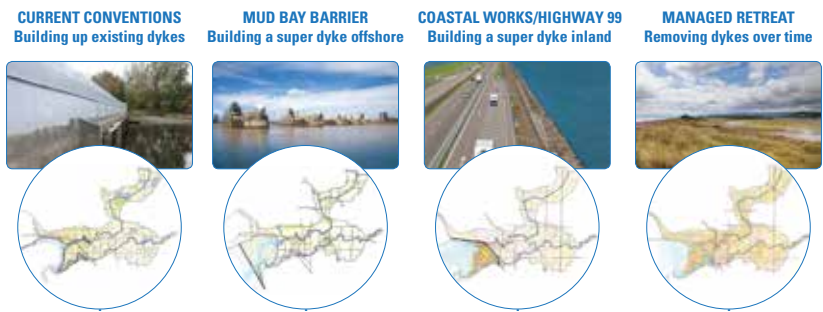 CURRENT CONVENTIONS
Building up existing dykes
MUD BAY BARRIER
Building a super dyke offshore
COASTAL WORKS/HIGHWAY 99
Building a super dyke inland
MANAGED RETREAT
Removing dykes over time